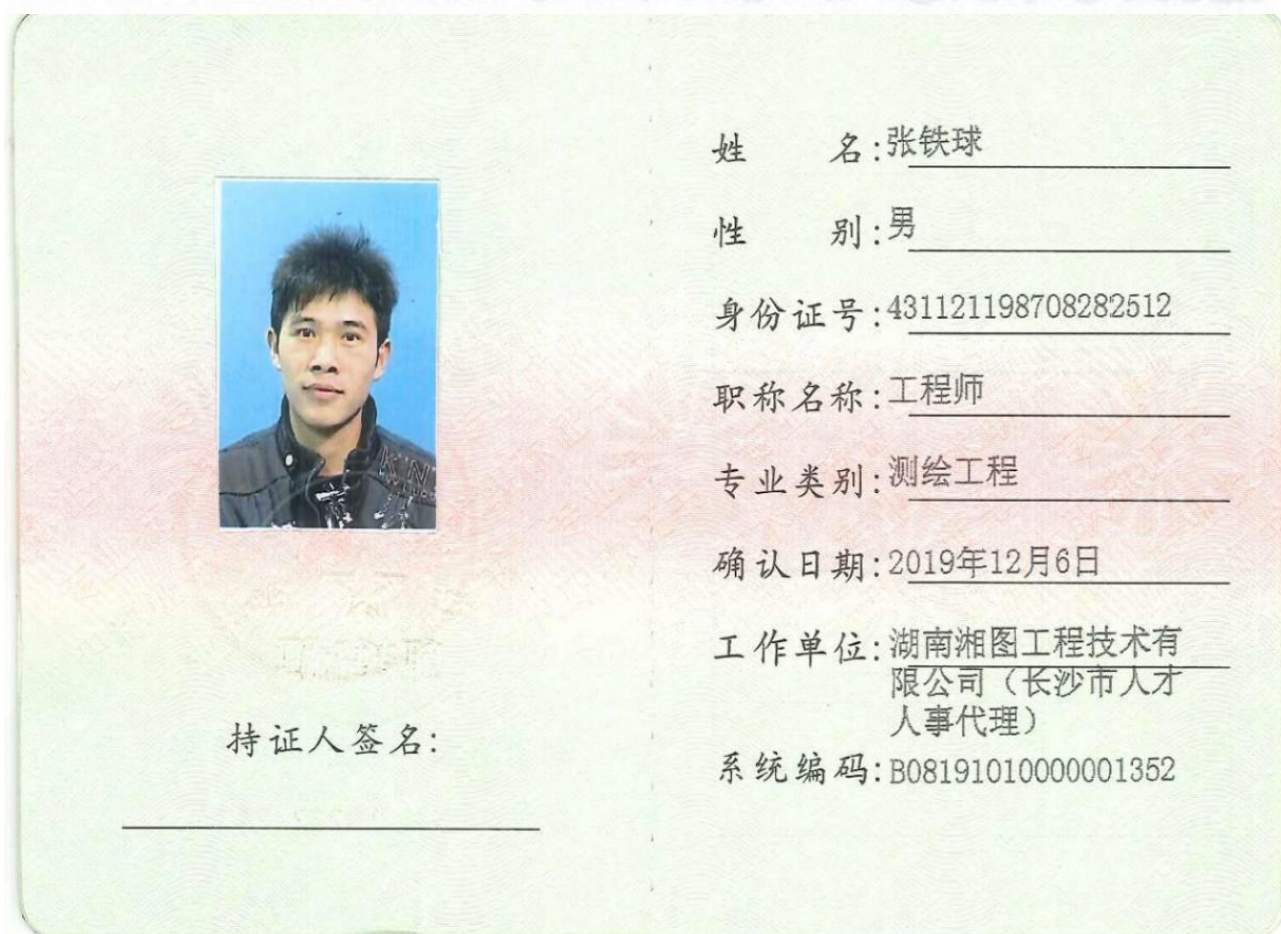 姓名:张铁球
性别:男
身份证号:431121198708282512
职称名称:工程师
专业类别:测绘工程
确认日期:2019年12月6日
工作单位:湖南湘图工程技术有
限公司（长沙市人才
人事代理）
持证人签名:
系统编码:B08191010000001352